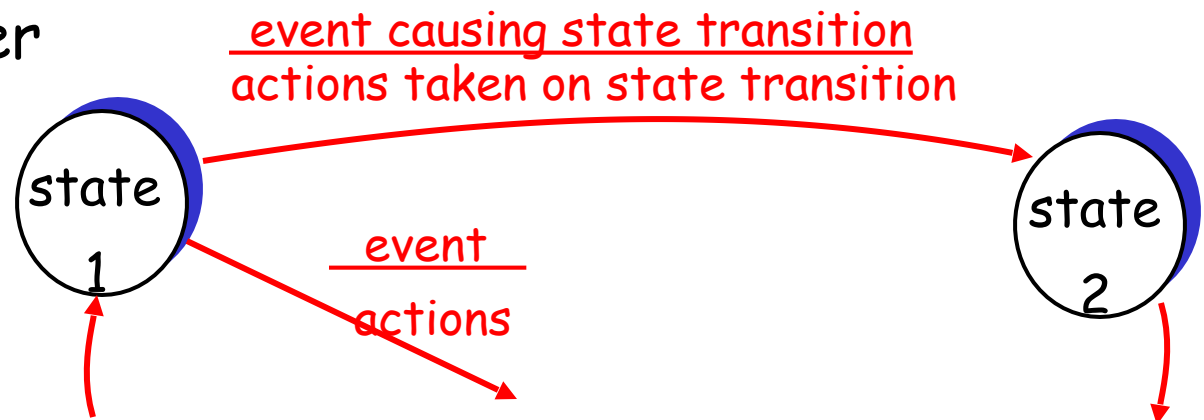 er
event causing state transition
actions taken on state transition
state
1
state
2
event
actions